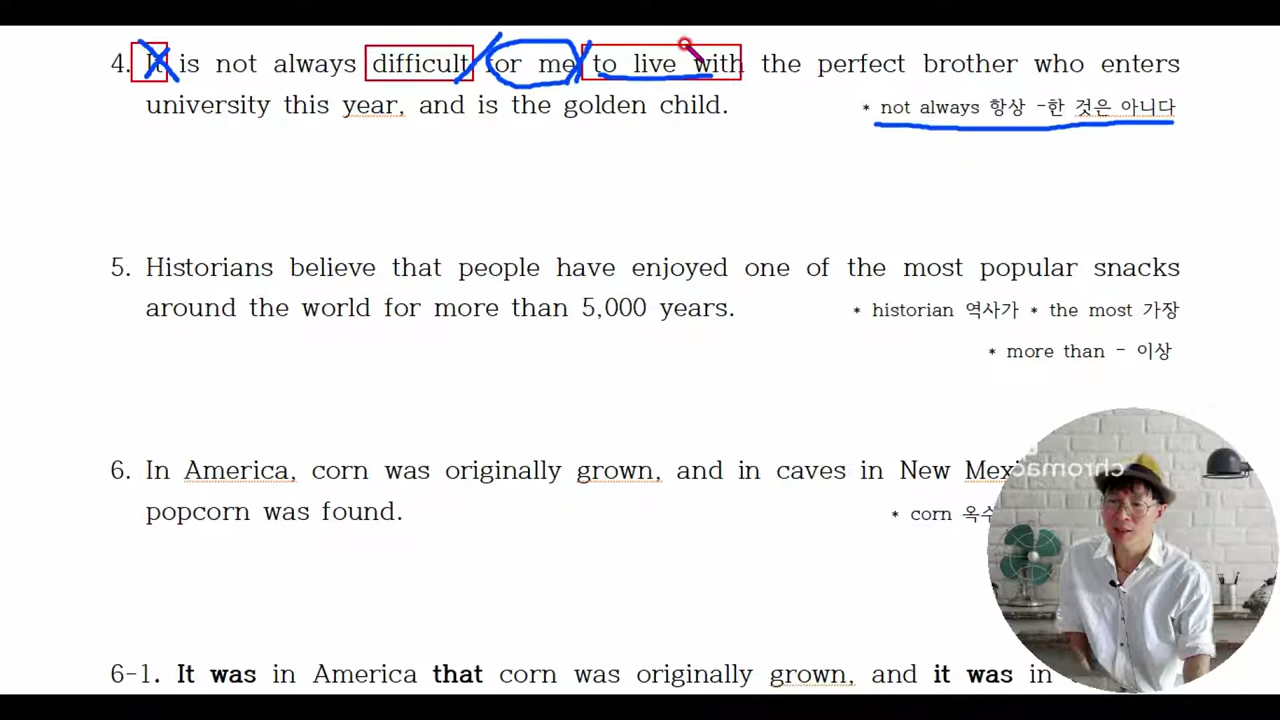 4. It is not always difficult for me to live with the perfect brother who enters
university this year, and is the golden child.
* not always 항상 -한 것은 아니다
5. Historians believe that people have enjoyed one of the most popular snacks
around the world for more than 5,000 years.
* historian 역사가 * the most 가장
* more than - 이상
6. In America, corn was originally grown, and in caves in New
popcorn was found.
* corn
chromac
6-1. It was in America that corn was originally grown, and it was in